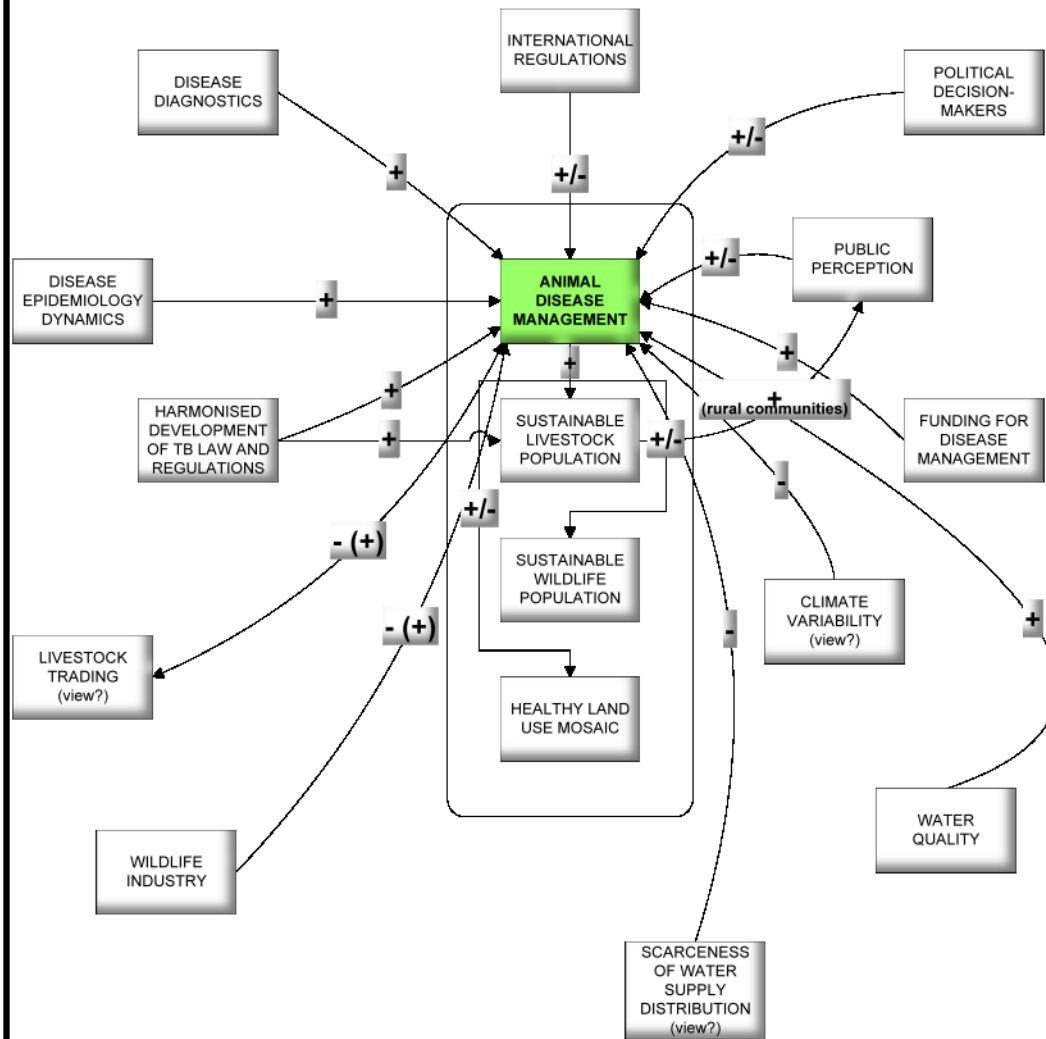 INTERNATIONAL
REGULATIONS
DISEASE
DIAGNOSTICS
POLITICAL
DECISION-
MAKERS
+
+/-
+/-
PUBLIC
PERCEPTION
+/-
DISEASE
EPIDEMIOLOGY
DYNAMICS
+
ANIMAL
DISEASE
MANAGEMENT
+
+
+
HARMONISED
DEVELOPMENT
OF TB LAW AND
REGULATIONS
+
SUSTAINABLE
LIVESTOCK
POPULATION
+/-
+
(rural communities)
FUNDING FOR
DISEASE
MANAGEMENT
-
+/-
- (+)
SUSTAINABLE
WILDLIFE
POPULATION
CLIMATE
VARIABILITY
(view?)
+
- (+)
-
LIVESTOCK
TRADING
(view?)
HEALTHY LAND
USE MOSAIC
WATER
QUALITY
WILDLIFE
INDUSTRY
SCARCENESS
OF WATER
SUPPLY
DISTRIBUTION
(view?)